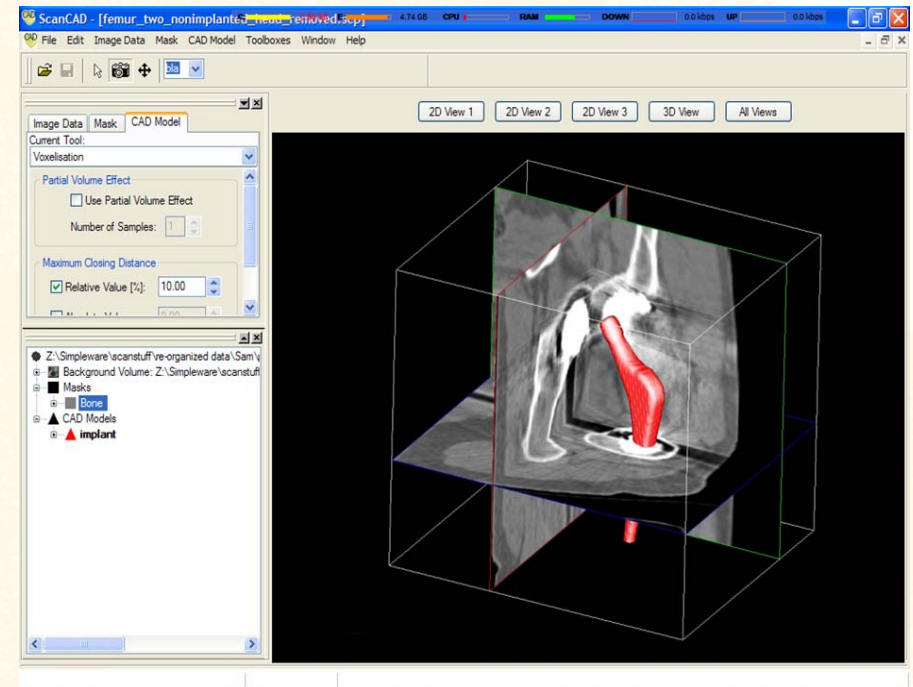 ScanCAD - [femur_two_nonimplanted_head_removed.scp]
4.74 GB CPU RAM DOWN 0.0 kbps UP 0.0 kbps
File Edit Image Data Mask CAD Model Toolboxes Window Help
bla
2D View 1 2D View 2 2D View 3 3D View All Views
Image Data Mask CAD Model
Current Tool:
Voxelisation
Partial Volume Effect
Use Partial Volume Effect
Number of Samples: 1
Maximum Closing Distance
Relative Value [%]: 10.00
Z:\Simpleware\scanstuff\re-organized data\Sam\
Background Volume: Z:\Simpleware\scanstuff
Masks
Bone
CAD Models
implant